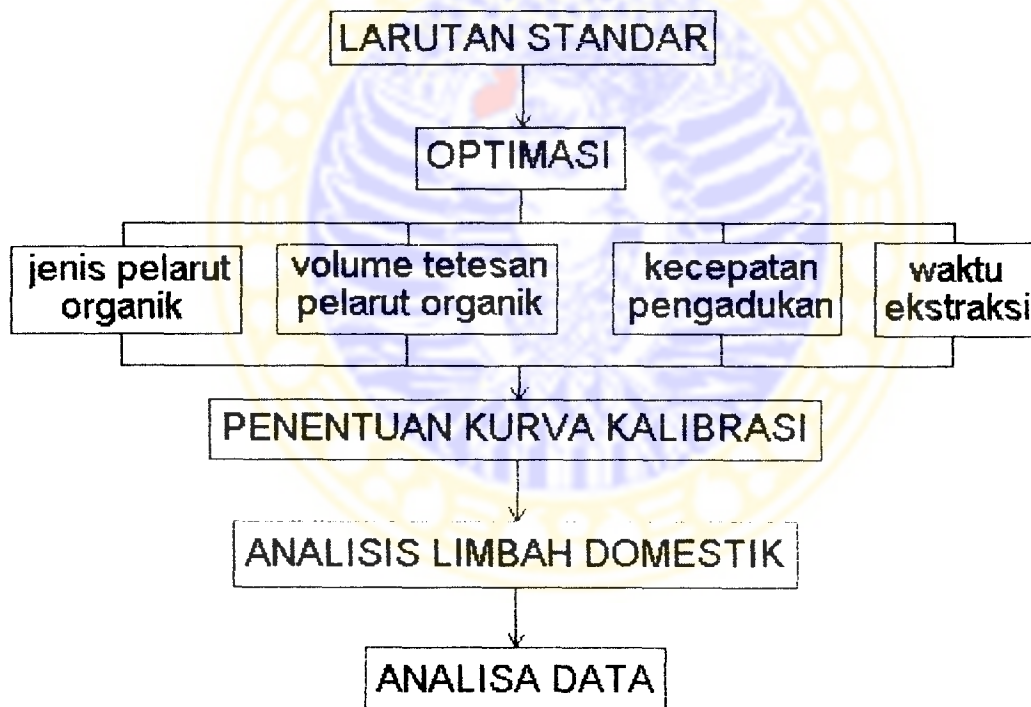 LARUTAN STANDAR
OPTIMASI
jenis pelarut
organik
volume tetesan
pelarut organik
kecepatan
pengadukan
waktu
ekstraksi
PENENTUAN KURVA KALIBRASI
ANALISIS LIMBAH DOMESTIK
ANALISA DATA